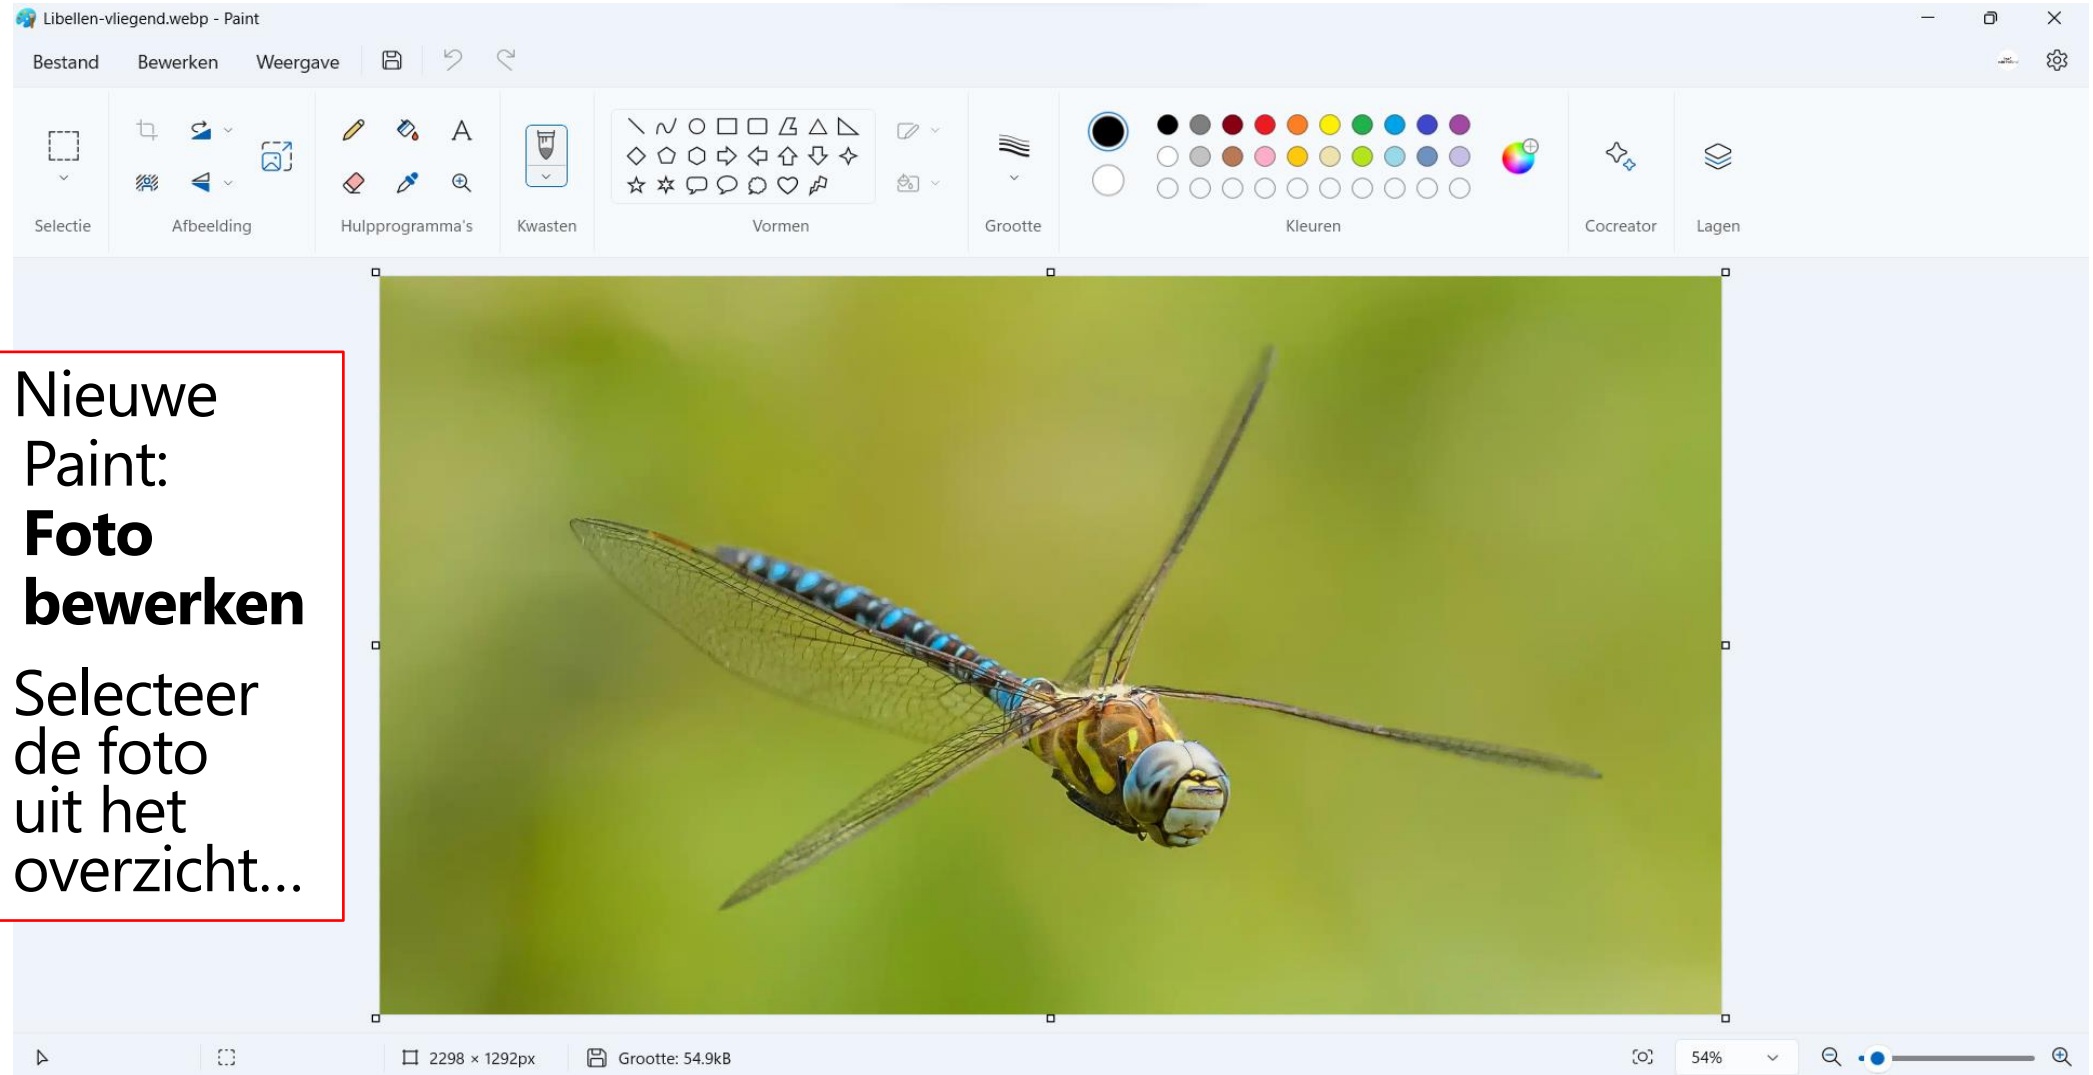 Libellen-vliegend.webp - Paint
Bestand Bewerken Weergave
Selectie Afbeelding Hulpprogramma's Kwasten Vormen Grootte Kleuren Cocreator Lagen
Nieuwe
Paint:
Foto
bewerken
Selecteer
de foto
uit het
overzicht...
2298 × 1292px Grootte: 54.9kB 54%